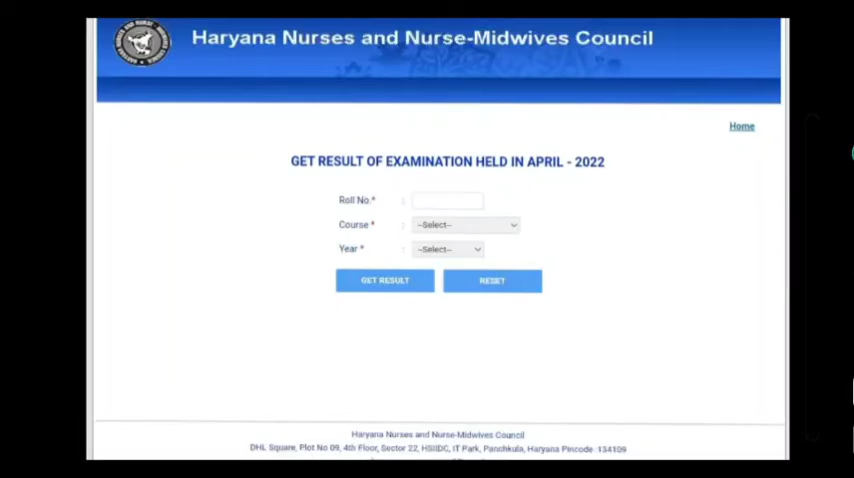 Haryana Nurses and Nurse-Midwives Council
Home
GET RESULT OF EXAMINATION HELD IN APRIL - 2022
Roll No.* :
Course * : --Select--
Year * : --Select--
GET RESULT RESET
Haryana Nurses and Nurse-Midwives Council
DHL Square, Plot No 09, 4th Floor, Sector 22, HSIIDC, IT Park, Panchkula, Haryana Pincode -134109